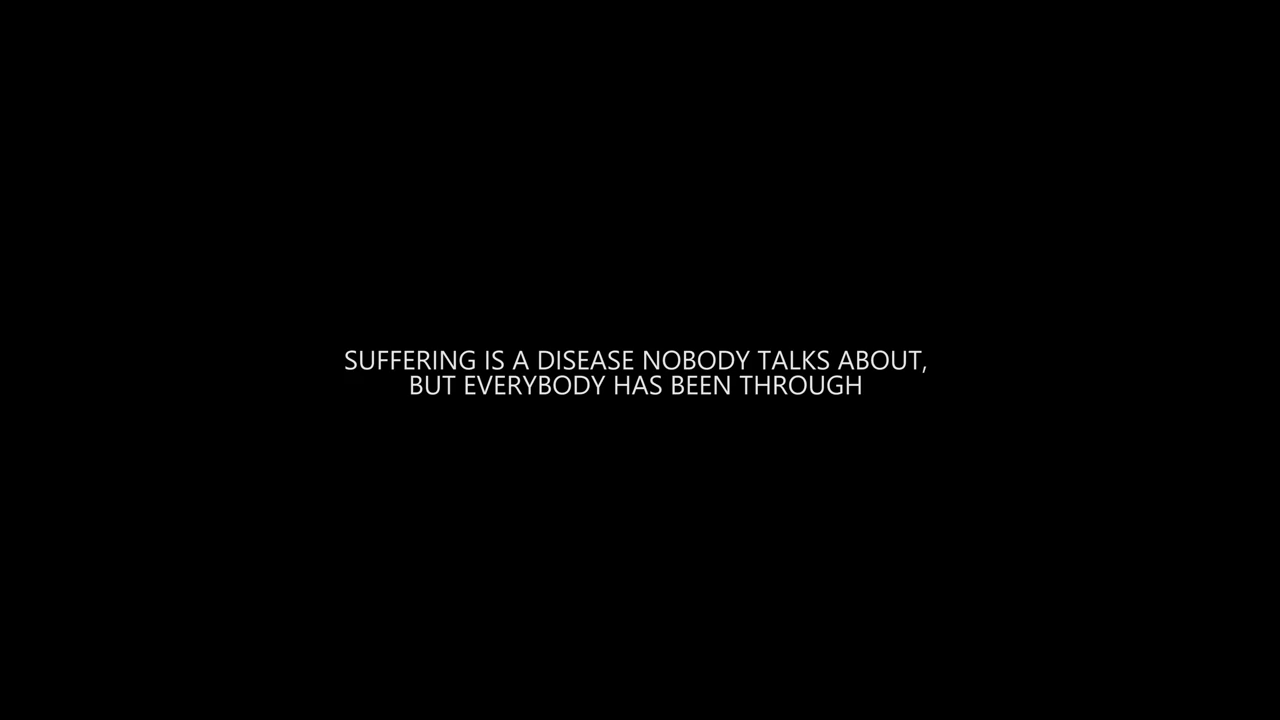 SUFFERING IS A DISEASE NOBODY TALKS ABOUT,
BUT EVERYBODY HAS BEEN THROUGH